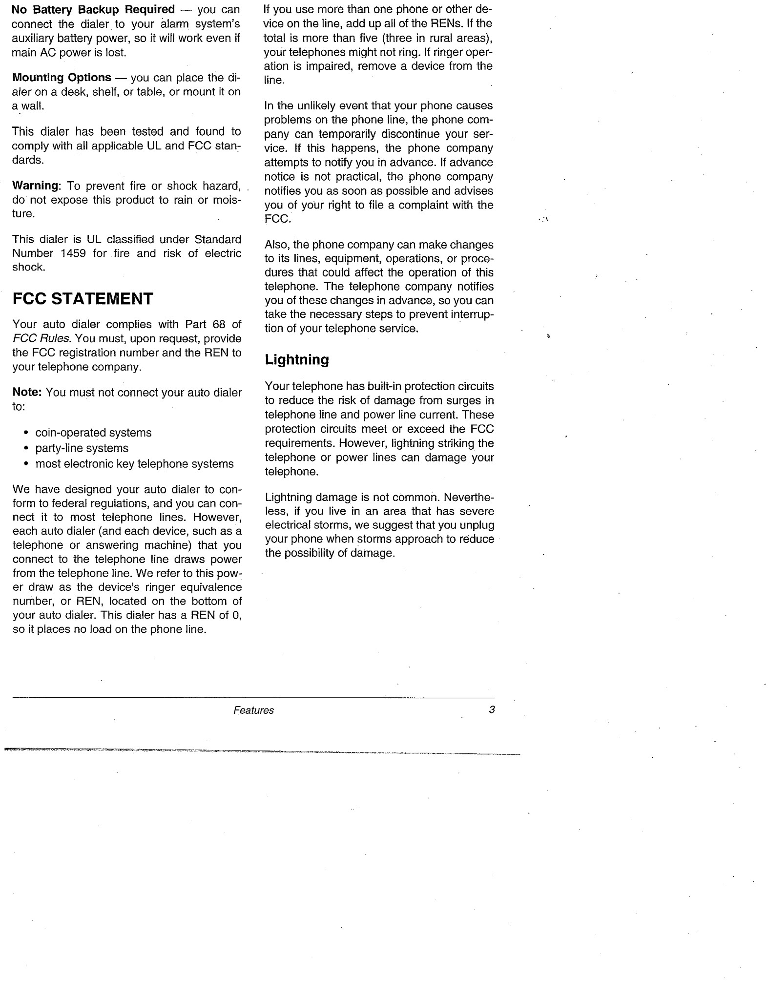 No Battery Backup Required — you can
connect the dialer to your alarm system's
auxiliary battery power, so it will work even if
main AC power is lost.
Mounting Options — you can place the di-
aler on a desk, shelf, or table, or mount it on
a wall.
This dialer has been tested and found to
comply with all applicable UL and FCC stan-
dards.
Warning: To prevent fire or shock hazard,
do not expose this product to rain or mois-
ture.
This dialer is UL classified under Standard
Number 1459 for fire and risk of electric
shock.
FCC STATEMENT
Your auto dialer complies with Part 68 of
FCC Rules. You must, upon request, provide
the FCC registration number and the REN to
your telephone company.
Note: You must not connect your auto dialer
to:
• coin-operated systems
• party-line systems
• most electronic key telephone systems
We have designed your auto dialer to con-
form to federal regulations, and you can con-
nect it to most telephone lines. However,
each auto dialer (and each device, such as a
telephone or answering machine) that you
connect to the telephone line draws power
from the telephone line. We refer to this pow-
er draw as the device's ringer equivalence
number, or REN, located on the bottom of
your auto dialer. This dialer has a REN of 0,
so it places no load on the phone line.
If you use more than one phone or other de-
vice on the line, add up all of the RENs. If the
total is more than five (three in rural areas),
your telephones might not ring. If ringer oper-
ation is impaired, remove a device from the
line.
In the unlikely event that your phone causes
problems on the phone line, the phone com-
pany can temporarily discontinue your ser-
vice. If this happens, the phone company
attempts to notify you in advance. If advance
notice is not practical, the phone company
notifies you as soon as possible and advises
you of your right to file a complaint with the
FCC.
Also, the phone company can make changes
to its lines, equipment, operations, or proce-
dures that could affect the operation of this
telephone. The telephone company notifies
you of these changes in advance, so you can
take the necessary steps to prevent interrup-
tion of your telephone service.
Lightning
Your telephone has built-in protection circuits
to reduce the risk of damage from surges in
telephone line and power line current. These
protection circuits meet or exceed the FCC
requirements. However, lightning striking the
telephone or power lines can damage your
telephone.
Lightning damage is not common. Neverthe-
less, if you live in an area that has severe
electrical storms, we suggest that you unplug
your phone when storms approach to reduce
the possibility of damage.
Features 3